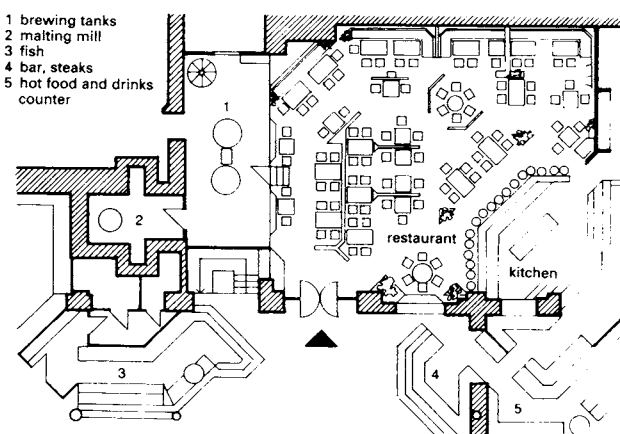 1 brewing tanks
2 malting mill
3 fish
4 bar, steaks
5 hot food and drinks
counter
1
2
restaurant
kitchen
3
4
5
OE